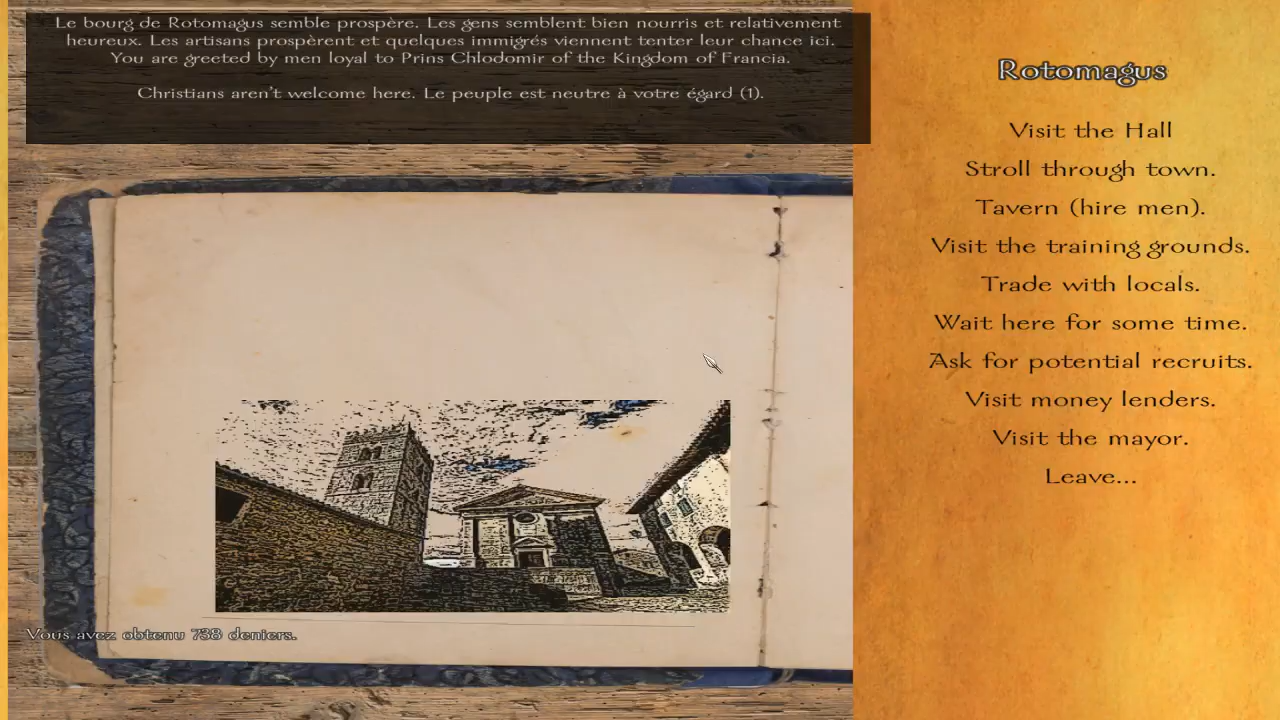 Le bourg de Rotomagus semble prospère. Les gens semblent bien nourris et relativement
heureux. Les artisans prospèrent et quelques immigrés viennent tenter leur chance ici.
You are greeted by men loyal to Prins Chlodomir of the Kingdom of Francia.
Christians aren't welcome here. Le peuple est neutre à votre égard (1).
Rotomagus
Visit the Hall
Stroll through town.
Tavern (hire men).
Visit the training grounds.
Trade with locals.
Wait here for some time.
Ask for potential recruits.
Visit money lenders.
Visit the mayor.
Leave...
Vous avez obtenu 738 deniers.